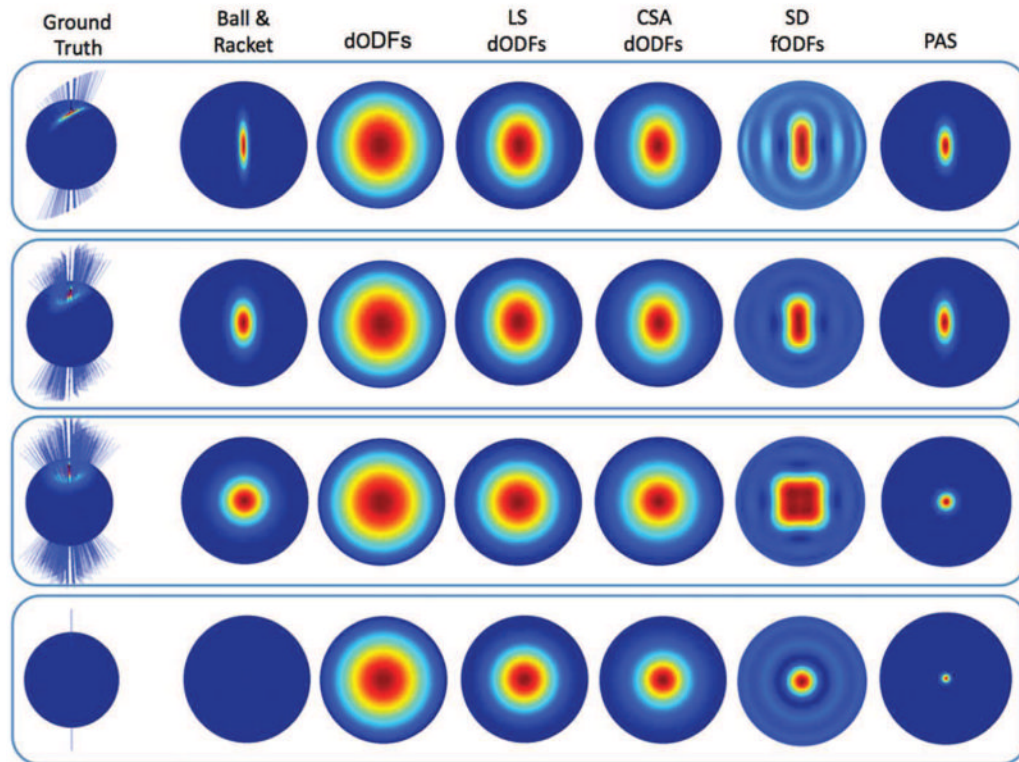 Ground Truth
Ball & Racket
dODFs
LS dODFs
CSA dODFs
SD fODFs
PAS